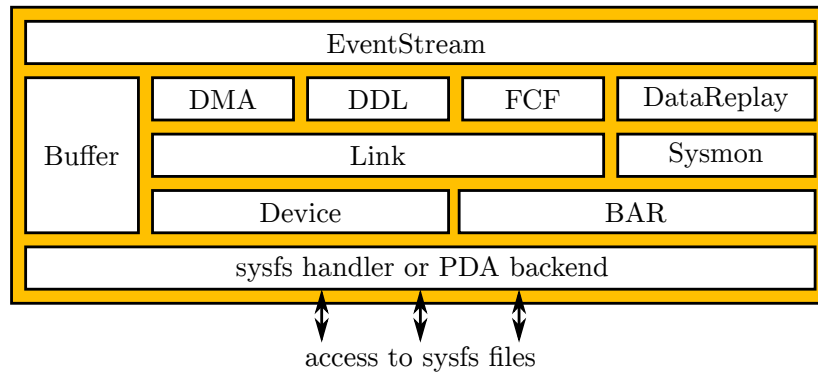 EventStream
DMA DDL FCF DataReplay
Buffer Link Sysmon
Device BAR
sysfs handler or PDA backend
access to sysfs files